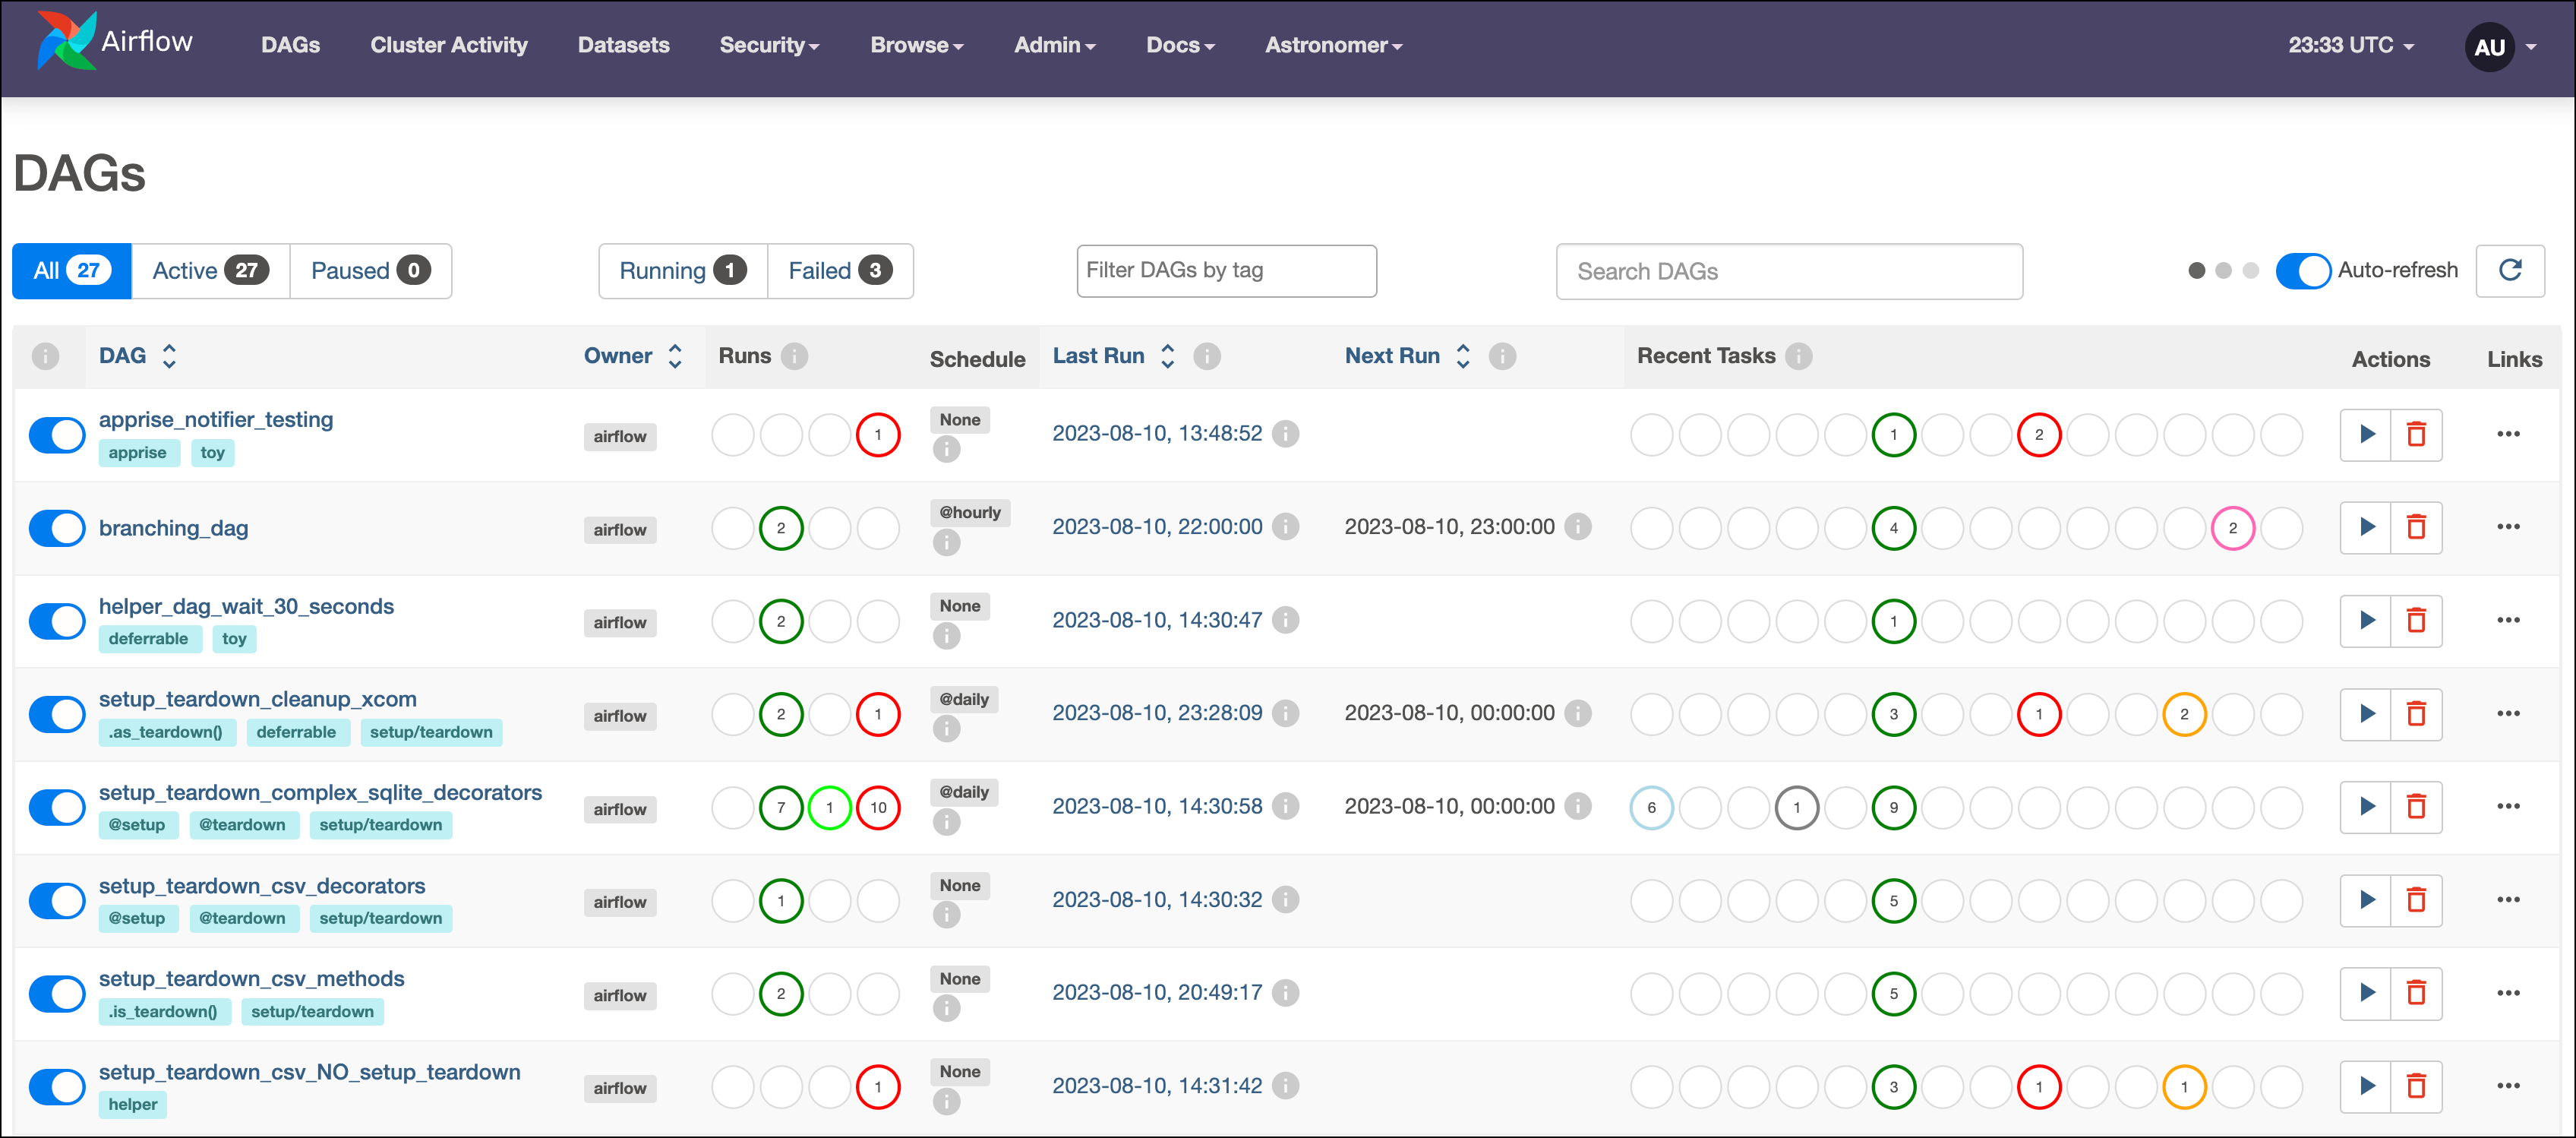 Airflow DAGs Cluster Activity Datasets Security Browse Admin Docs Astronomer 23:33 UTC AU
DAGs
All 27 Active 27 Paused 0 Running 1 Failed 3 Filter DAGs by tag Search DAGs Auto-refresh
i DAG Owner Runs i Schedule Last Run i Next Run i Recent Tasks i Actions Links
apprise_notifier_testing
apprise toy
airflow 1 None i 2023-08-10, 13:48:52 i 1 2
branching_dag airflow 2 @hourly i 2023-08-10, 22:00:00 i 2023-08-10, 23:00:00 i 4 2
helper_dag_wait_30_seconds
deferrable toy
airflow 2 None i 2023-08-10, 14:30:47 i 1
setup_teardown_cleanup_xcom
.as_teardown() deferrable setup/teardown
airflow 2 1 @daily i 2023-08-10, 23:28:09 i 2023-08-10, 00:00:00 i 3 1 2
setup_teardown_complex_sqlite_decorators
@setup @teardown setup/teardown
airflow 7 1 10 @daily i 2023-08-10, 14:30:58 i 2023-08-10, 00:00:00 i 6 1 9
setup_teardown_csv_decorators
@setup @teardown setup/teardown
airflow 1 None i 2023-08-10, 14:30:32 i 5
setup_teardown_csv_methods
.is_teardown() setup/teardown
airflow 2 None i 2023-08-10, 20:49:17 i 5
setup_teardown_csv_NO_setup_teardown
helper
airflow 1 None i 2023-08-10, 14:31:42 i 3 1 1